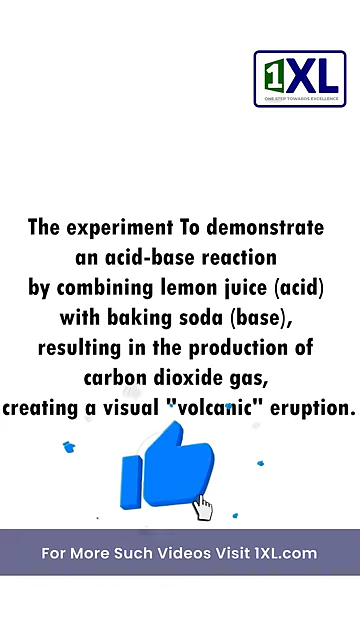 1XL
ONE STEP TOWARDS EXCELLENCE
The experiment To demonstrate
an acid-base reaction
by combining lemon juice (acid)
with baking soda (base),
resulting in the production of
carbon dioxide gas,
creating a visual "volcanic" eruption.
For More Such Videos Visit 1XL.com